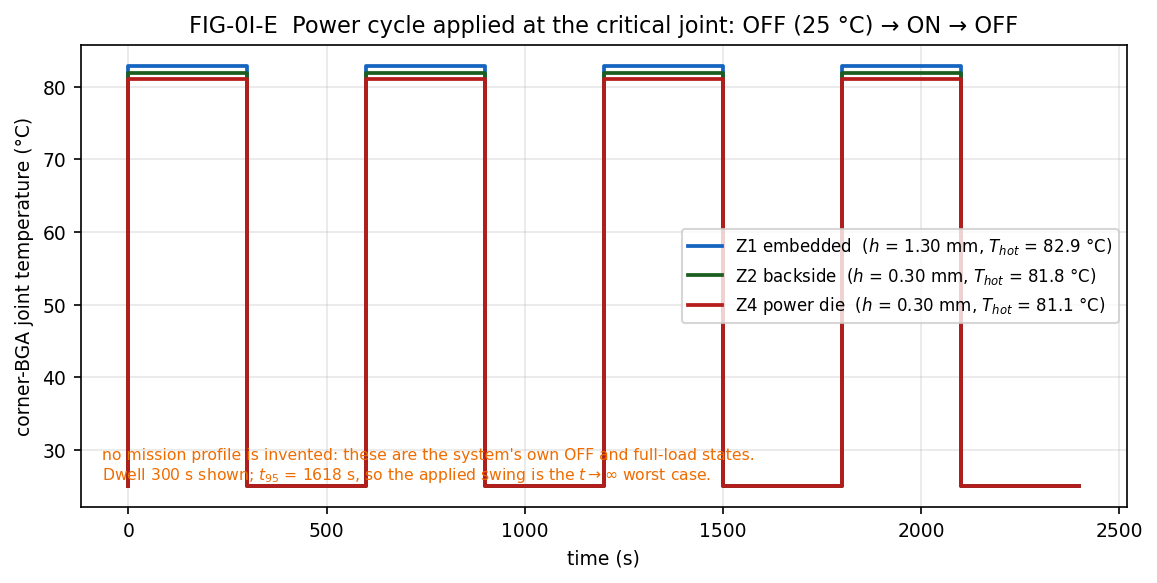 FIG-0I-E  Power cycle applied at the critical joint: OFF (25 °C) → ON → OFF
corner-BGA joint temperature (°C)
80
70
60
50
40
30
Z1 embedded  (h = 1.30 mm, T_hot = 82.9 °C)
Z2 backside  (h = 0.30 mm, T_hot = 81.8 °C)
Z4 power die  (h = 0.30 mm, T_hot = 81.1 °C)
no mission profile is invented: these are the system's own OFF and full-load states.
Dwell 300 s shown; t_95 = 1618 s, so the applied swing is the t→∞ worst case.
0 500 1000 1500 2000 2500
time (s)